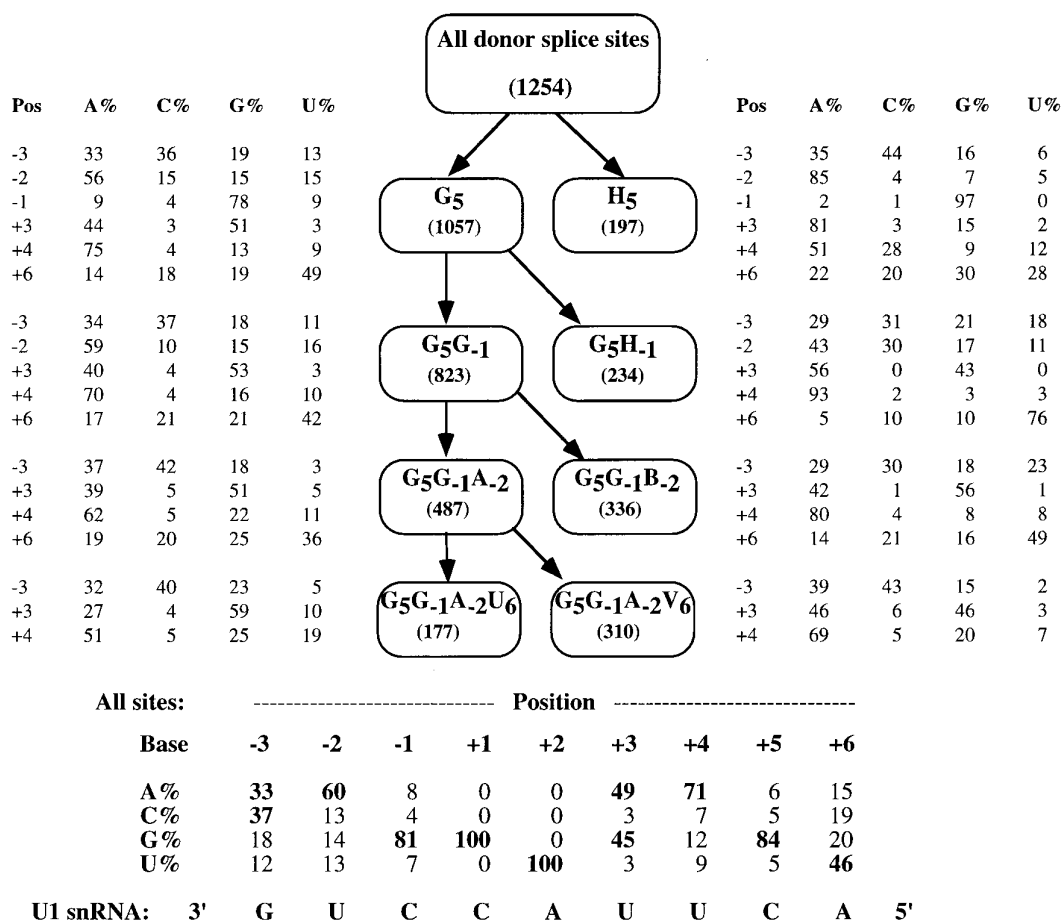 All donor splice sites
(1254)
Pos A% C% G% U%
-3 33 36 19 13
-2 56 15 15 15
-1 9 4 78 9
+3 44 3 51 3
+4 75 4 13 9
+6 14 18 19 49
G5
(1057)
H5
(197)
Pos A% C% G% U%
-3 35 44 16 6
-2 85 4 7 5
-1 2 1 97 0
+3 81 3 15 2
+4 51 28 9 12
+6 22 20 30 28
-3 34 37 18 11
-2 59 10 15 16
+3 40 4 53 3
+4 70 4 16 10
+6 17 21 21 42
G5G-1
(823)
G5H-1
(234)
-3 29 31 21 18
-2 43 30 17 11
+3 56 0 43 0
+4 93 2 3 3
+6 5 10 10 76
-3 37 42 18 3
+3 39 5 51 5
+4 62 5 22 11
+6 19 20 25 36
G5G-1A-2
(487)
G5G-1B-2
(336)
-3 29 30 18 23
+3 42 1 56 1
+4 80 4 8 8
+6 14 21 16 49
-3 32 40 23 5
+3 27 4 59 10
+4 51 5 25 19
G5G-1A-2U6
(177)
G5G-1A-2V6
(310)
-3 39 43 15 2
+3 46 6 46 3
+4 69 5 20 7
All sites: Position
Base -3 -2 -1 +1 +2 +3 +4 +5 +6
A% 33 60 8 0 0 49 71 6 15
C% 37 13 4 0 0 3 7 5 19
G% 18 14 81 100 0 45 12 84 20
U% 12 13 7 0 100 3 9 5 46
U1 snRNA: 3' G U C C A U U C A 5'